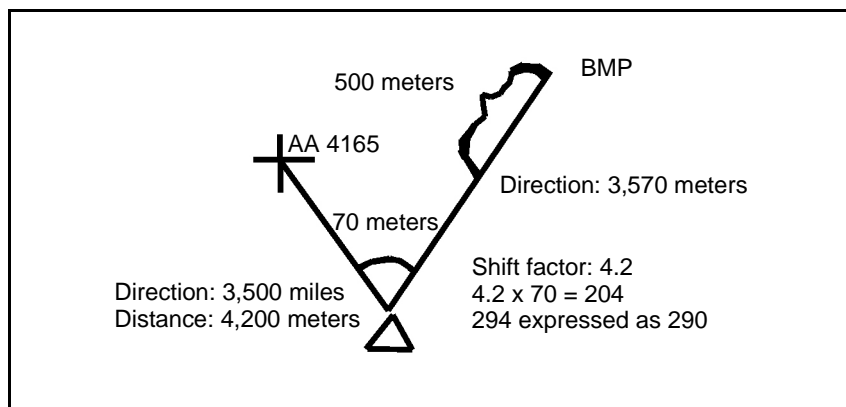 500 meters
BMP
AA 4165
Direction: 3,570 meters
70 meters
Shift factor: 4.2
Direction: 3,500 miles
4.2 x 70 = 204
Distance: 4,200 meters
294 expressed as 290